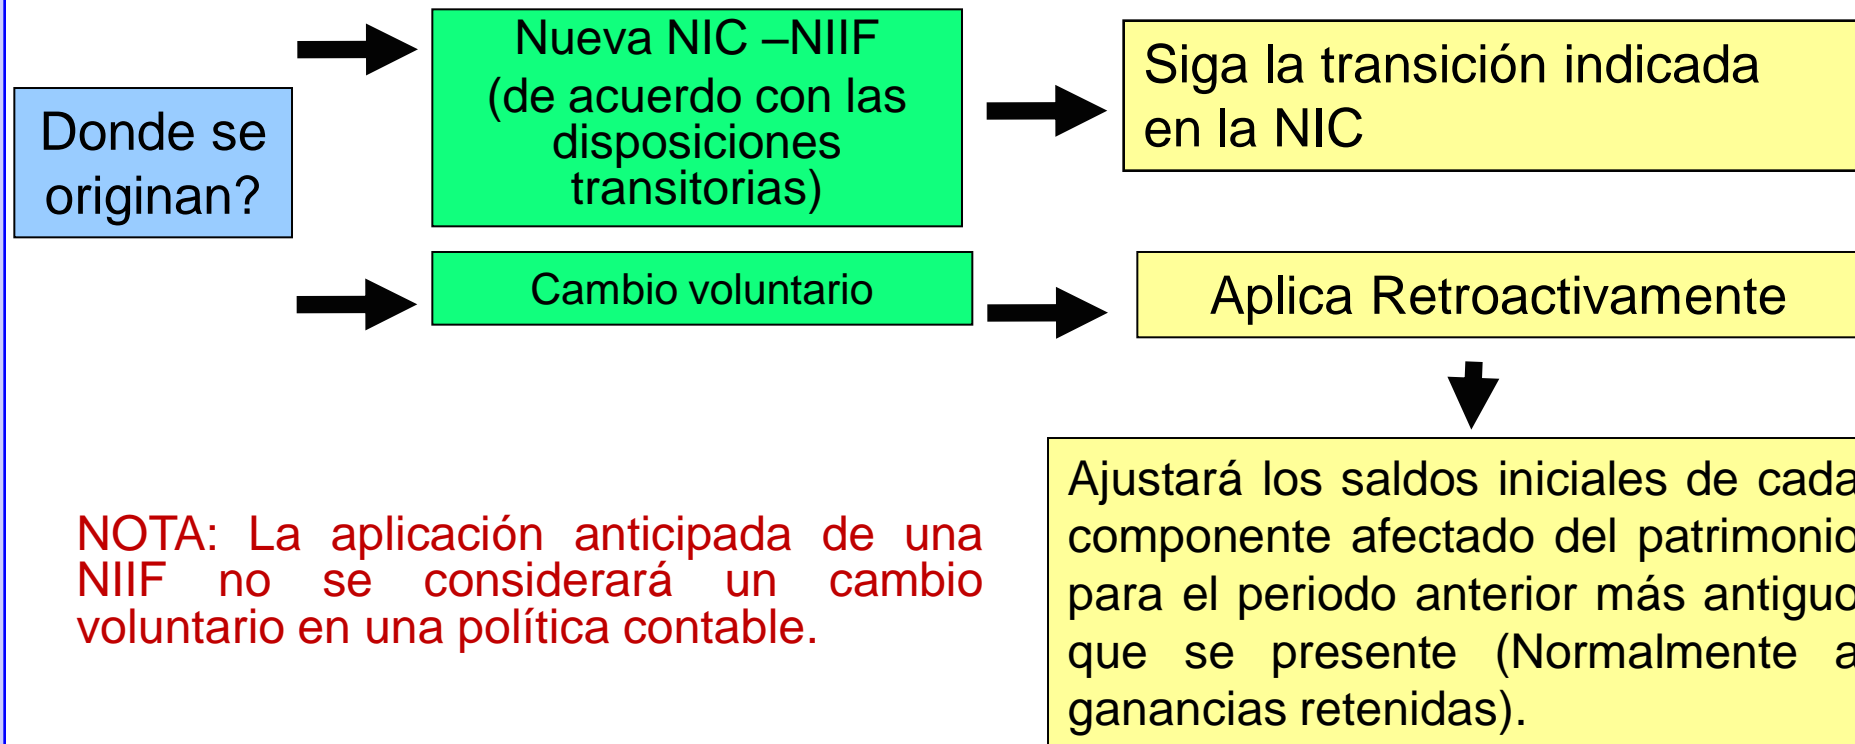 Donde se
originan?
Nueva NIC –NIIF
(de acuerdo con las
disposiciones
transitorias)
Siga la transición indicada
en la NIC
Cambio voluntario
Aplica Retroactivamente
Ajustará los saldos iniciales de cada
componente afectado del patrimonio
para el periodo anterior más antiguo
que se presente (Normalmente a
ganancias retenidas).
NOTA: La aplicación anticipada de una
NIIF no se considerará un cambio
voluntario en una política contable.